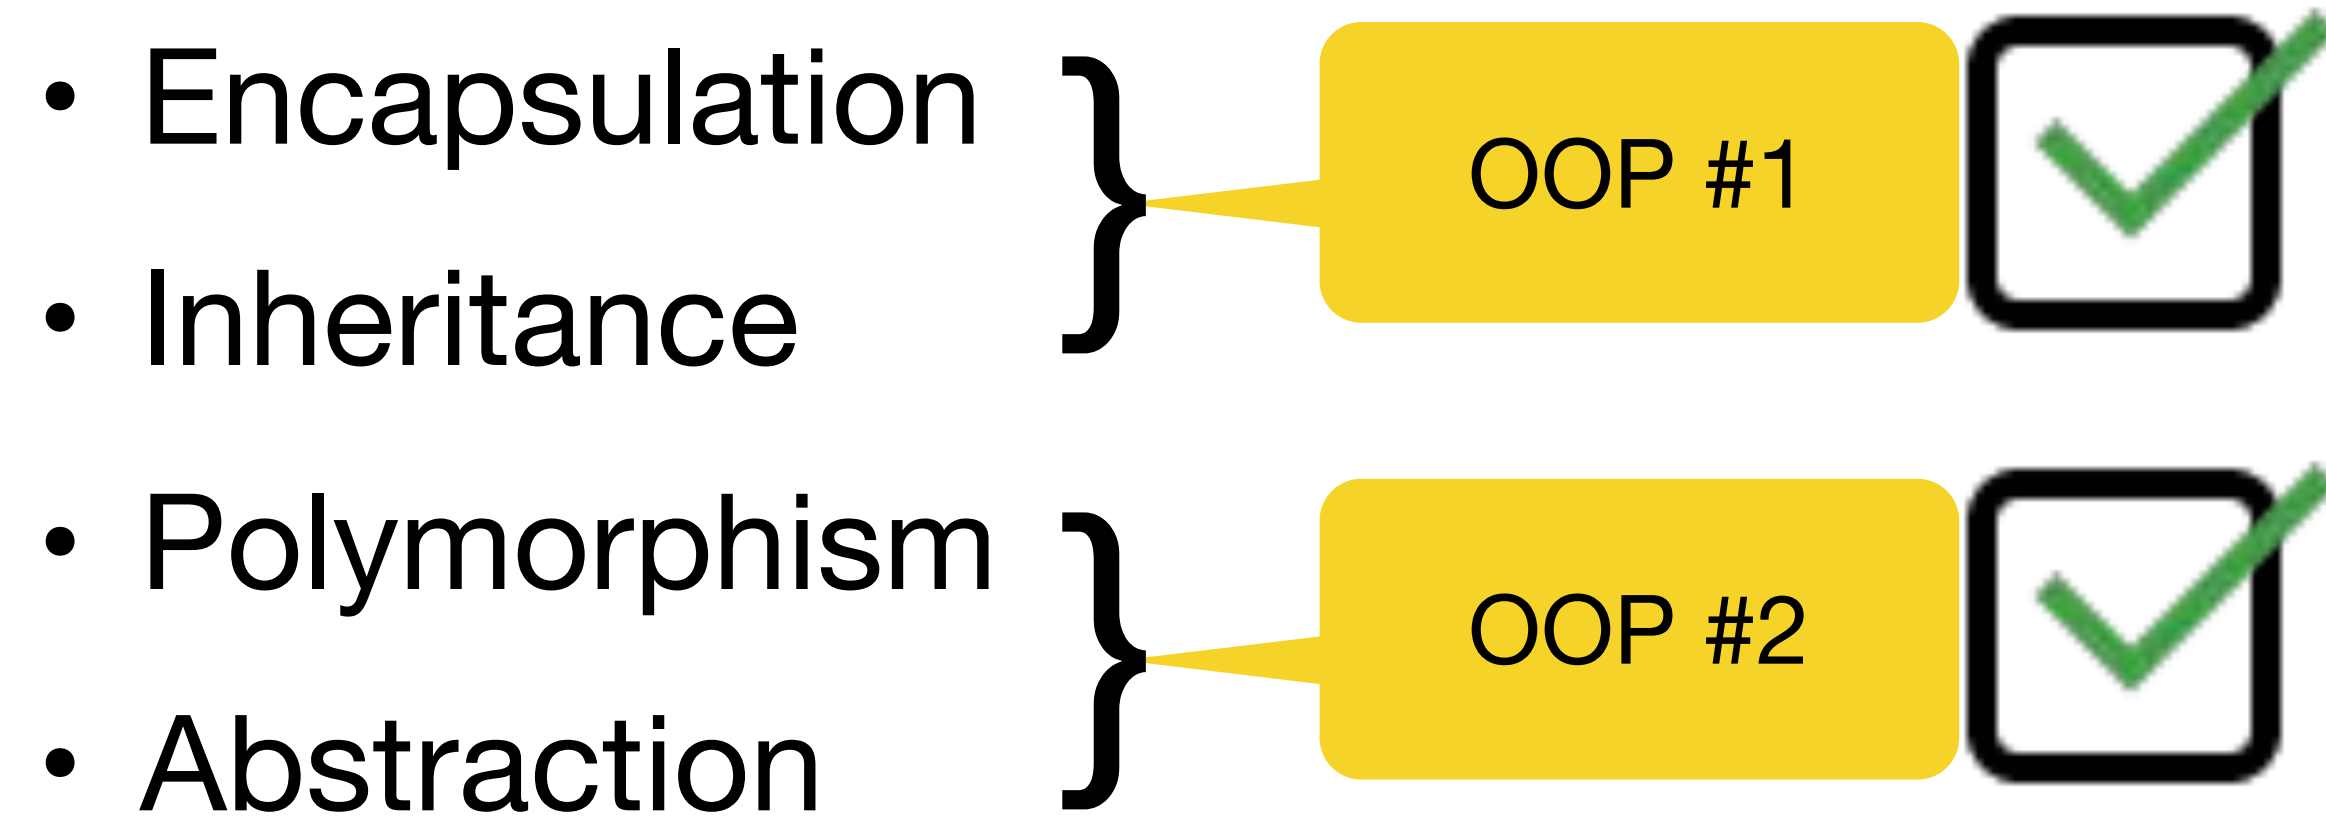 • Encapsulation
• Inheritance
OOP #1
• Polymorphism
• Abstraction
OOP #2